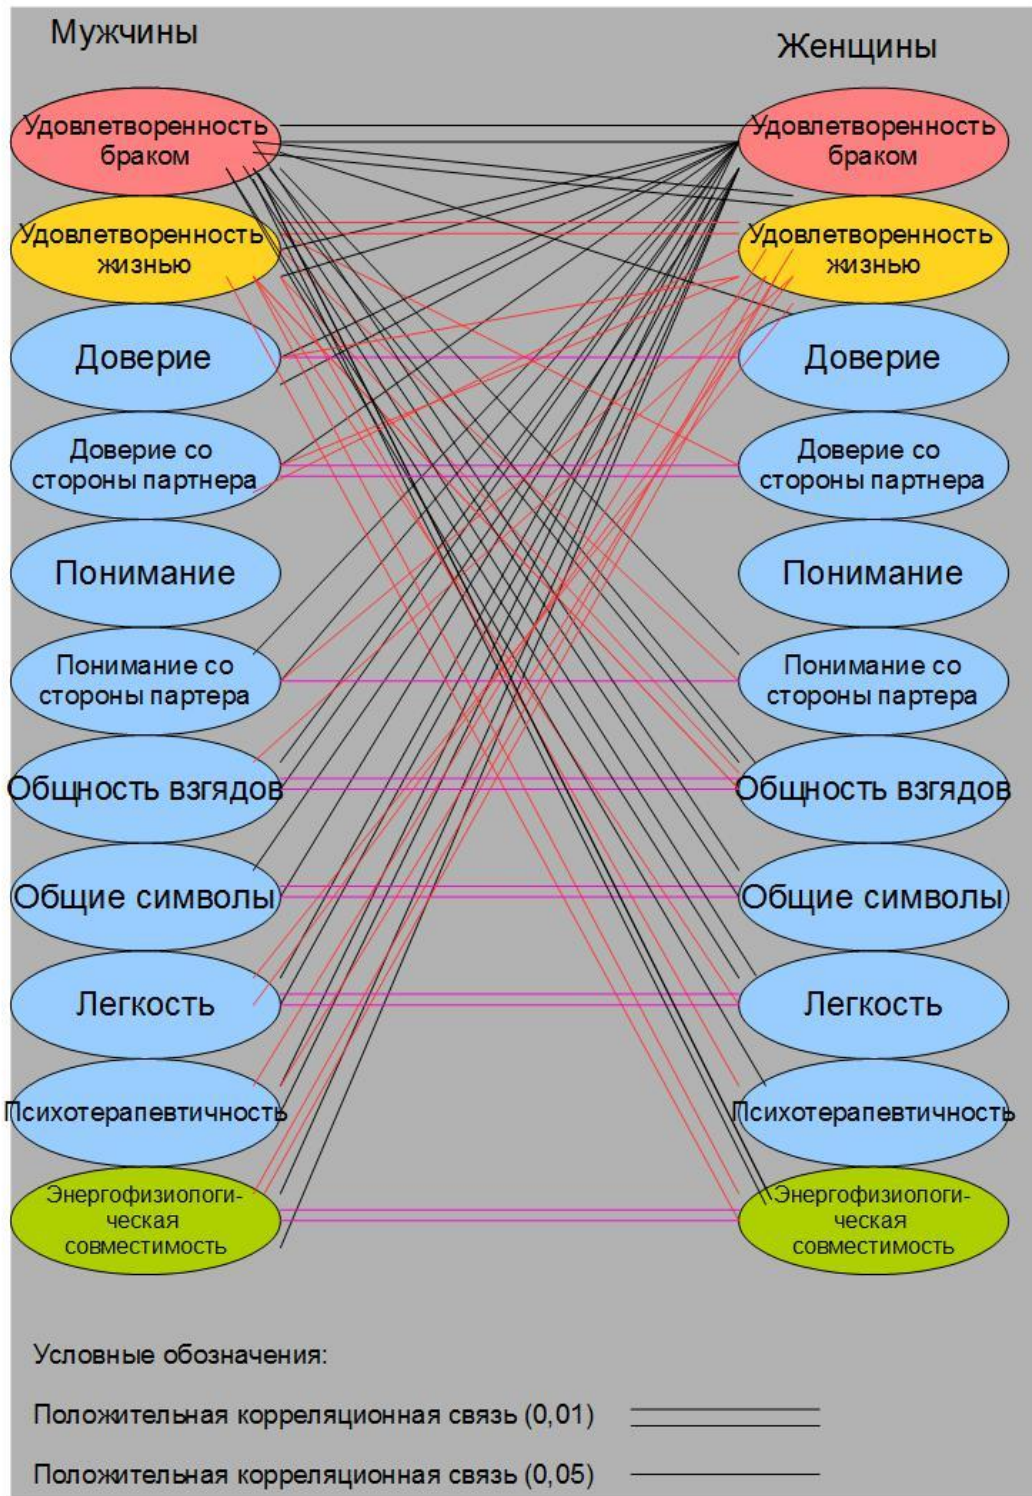 Мужчины
Женщины
Удовлетворенность
браком
Удовлетворенность
браком
Удовлетворенность
жизнью
Удовлетворенность
жизнью
Доверие
Доверие
Доверие со
стороны партнера
Доверие со
стороны партнера
Понимание
Понимание
Понимание со
стороны партера
Понимание со
стороны партера
Общность взглядов
Общность взглядов
Общие символы
Общие символы
Легкость
Легкость
Психотерапевтичность
Психотерапевтичность
Энергофизиологи-
ческая
совместимость
Энергофизиологи-
ческая
совместимость
Условные обозначения:
Положительная корреляционная связь (0,01)
Положительная корреляционная связь (0,05)